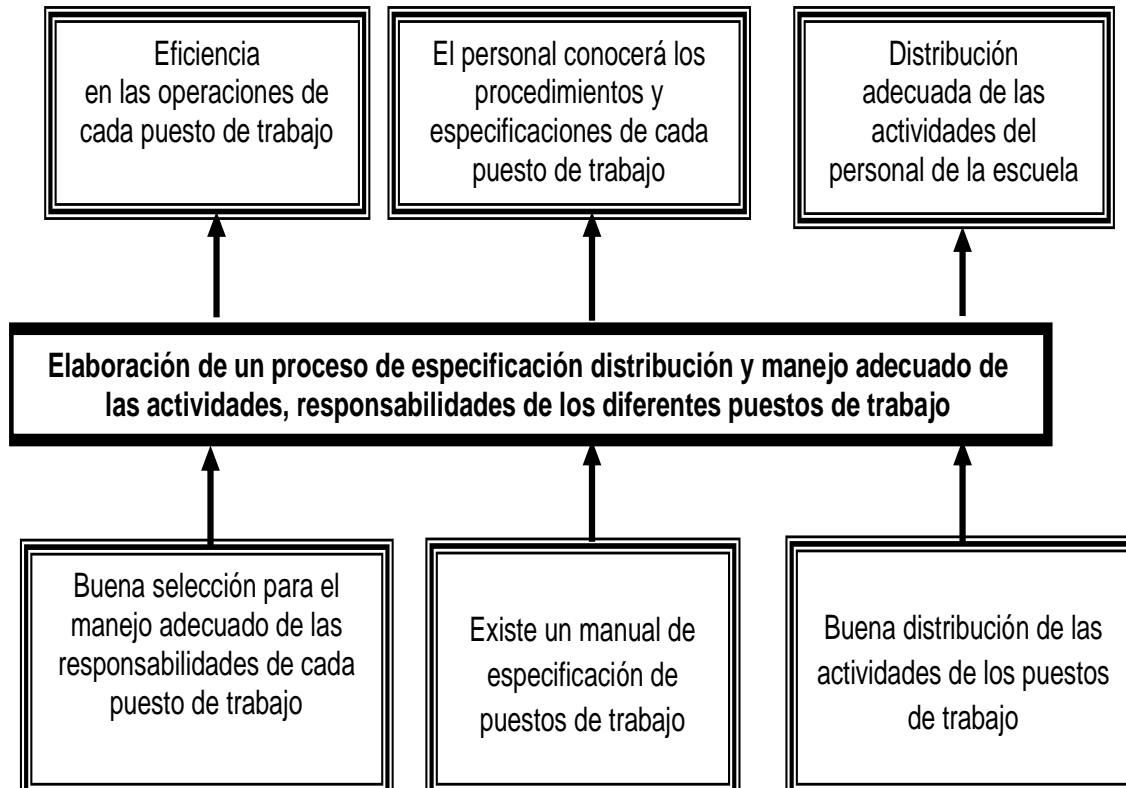 Eficiencia
en las operaciones de
cada puesto de trabajo
El personal conocerá los
procedimientos y
especificaciones de cada
puesto de trabajo
Distribución
adecuada de las
actividades del
personal de la escuela
Elaboración de un proceso de especificación distribución y manejo adecuado de
las actividades, responsabilidades de los diferentes puestos de trabajo
Buena selección para el
manejo adecuado de las
responsabilidades de cada
puesto de trabajo
Existe un manual de
especificación de
puestos de trabajo
Buena distribución de las
actividades de los puestos
de trabajo